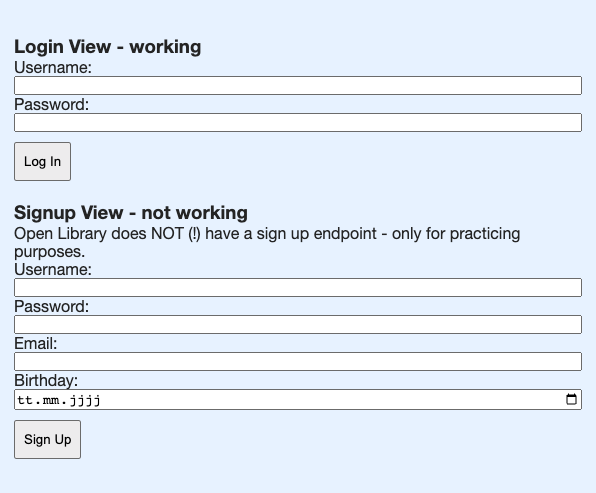 Login View - working
Username:
Password:
Log In
Signup View - not working
Open Library does NOT (!) have a sign up endpoint - only for practicing
purposes.
Username:
Password:
Email:
Birthday:
tt.mm.jjjj
Sign Up